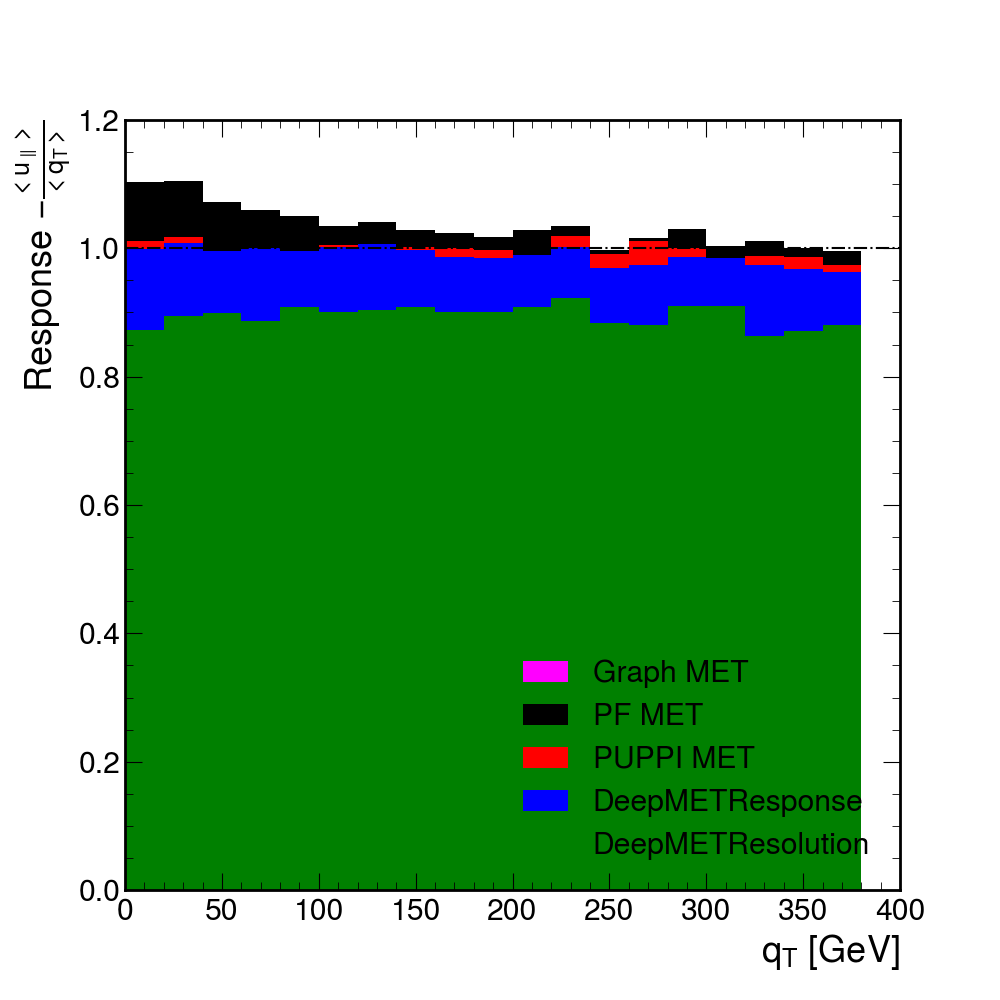 Response − <u∥>/<qT>
1.2
1.0
0.8
0.6
0.4
0.2
0.0
Graph MET
PF MET
PUPPI MET
DeepMETResponse
DeepMETResolution
0 50 100 150 200 250 300 350 400
qT [GeV]